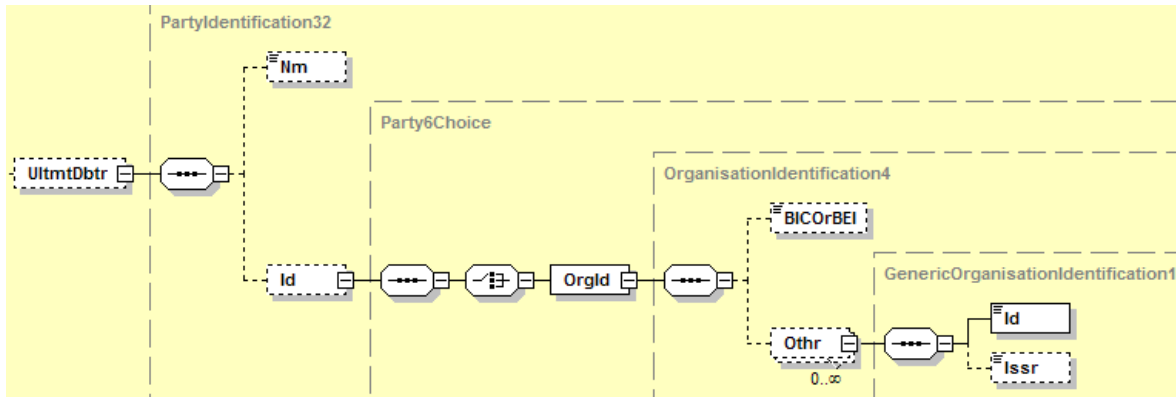 PartyIdentification32
Nm
Party6Choice
UltmtDbtr
OrganisationIdentification4
BICOrBEI
GenericOrganisationIdentification1
Id
OrgId
Id
Othr
0..∞
Issr